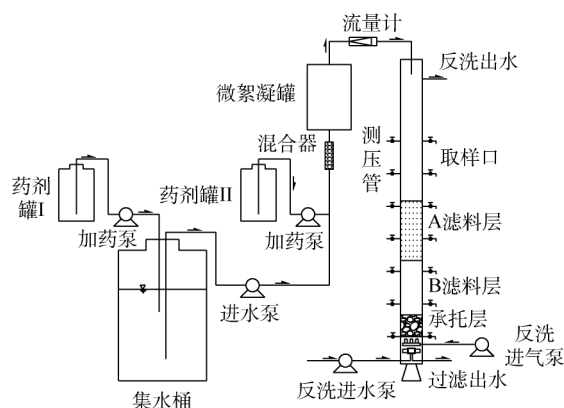 流量计
反洗出水
微絮凝罐
混合器
测
压
管
取样口
药剂
罐I
药剂罐II
A滤料层
加药泵
加药泵
B滤料层
进水泵
承托层
反洗
进气泵
反洗进水泵
过滤出水
集水桶